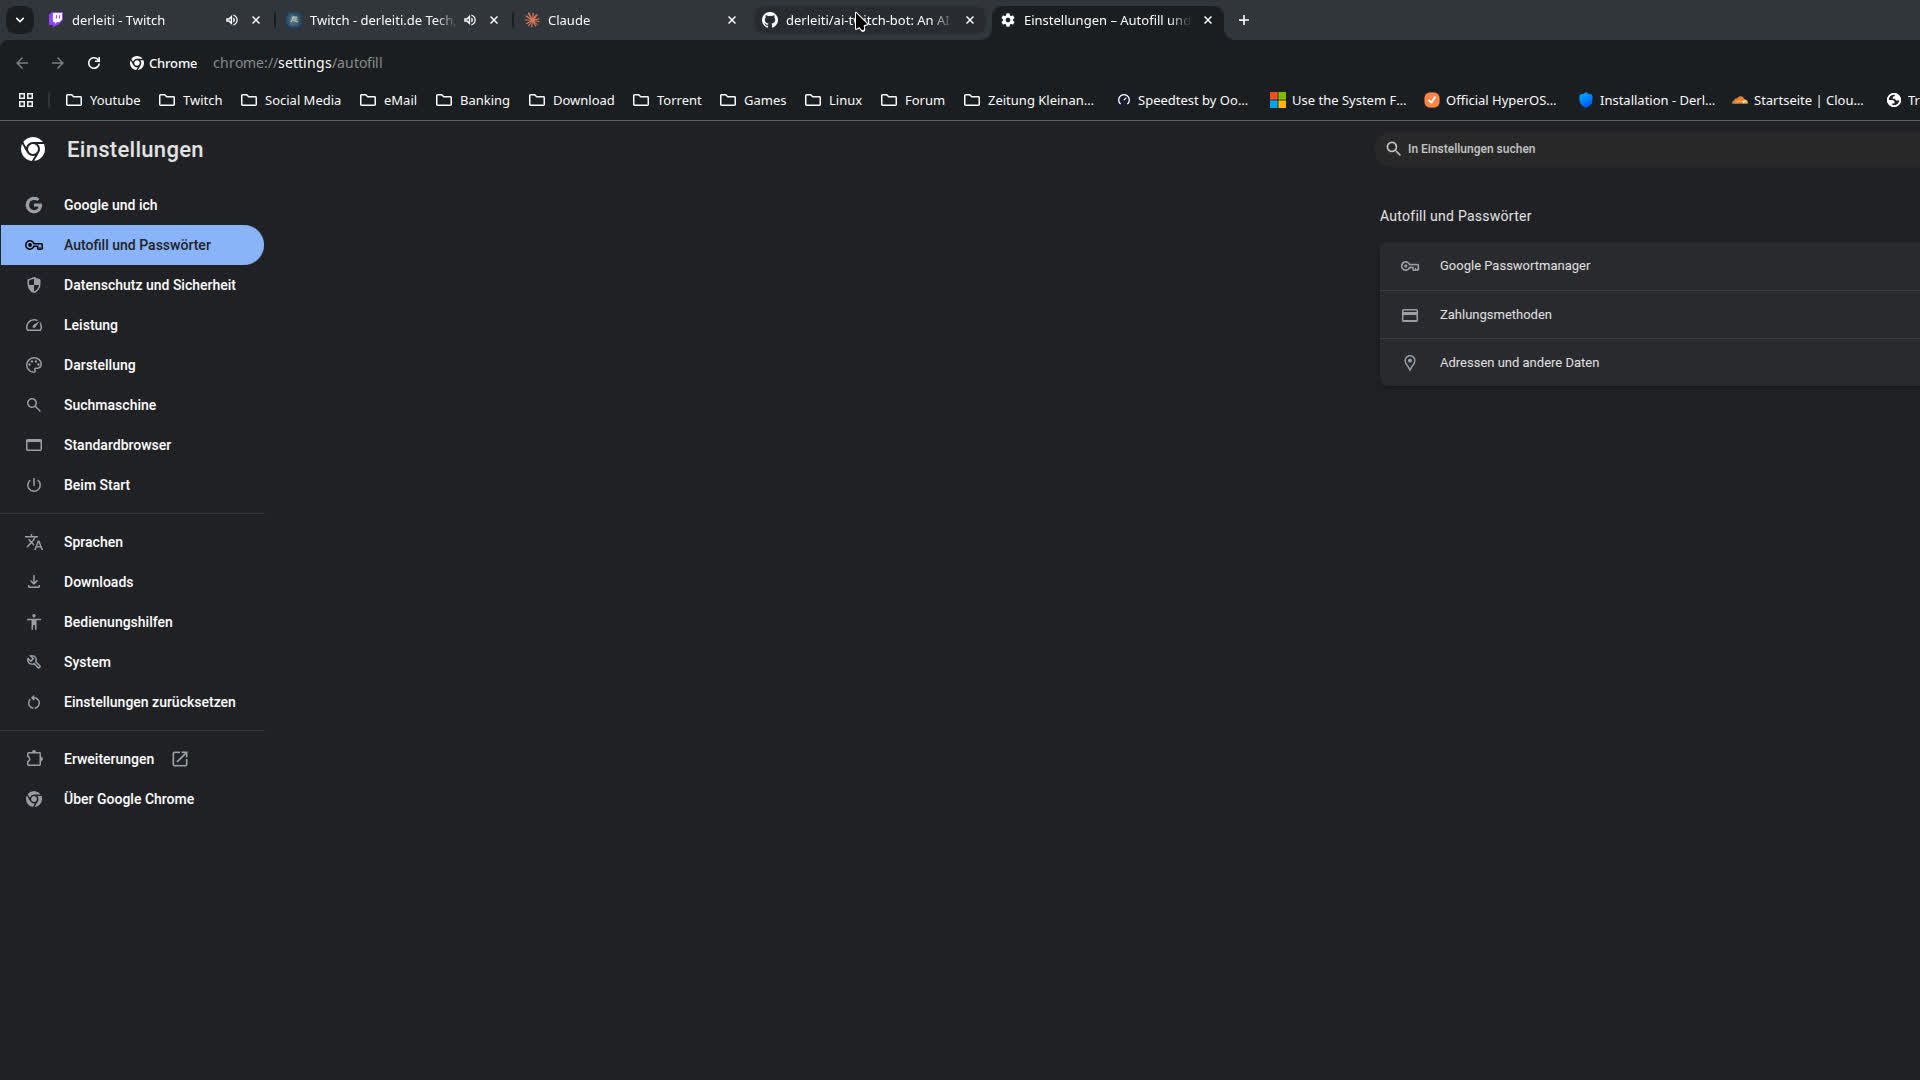 derleiti - Twitch
Twitch - derleiti.de Tech
Claude
derleiti/ai-twitch-bot: An AI
Einstellungen – Autofill und
Chrome chrome://settings/autofill
Youtube Twitch Social Media eMail Banking Download Torrent Games Linux Forum Zeitung Kleinan... Speedtest by Oo... Use the System F... Official HyperOS... Installation - Derl... Startseite | Clou... Tr
Einstellungen
In Einstellungen suchen
Google und ich
Autofill und Passwörter
Datenschutz und Sicherheit
Leistung
Darstellung
Suchmaschine
Standardbrowser
Beim Start
Sprachen
Downloads
Bedienungshilfen
System
Einstellungen zurücksetzen
Erweiterungen
Über Google Chrome
Autofill und Passwörter
Google Passwortmanager
Zahlungsmethoden
Adressen und andere Daten